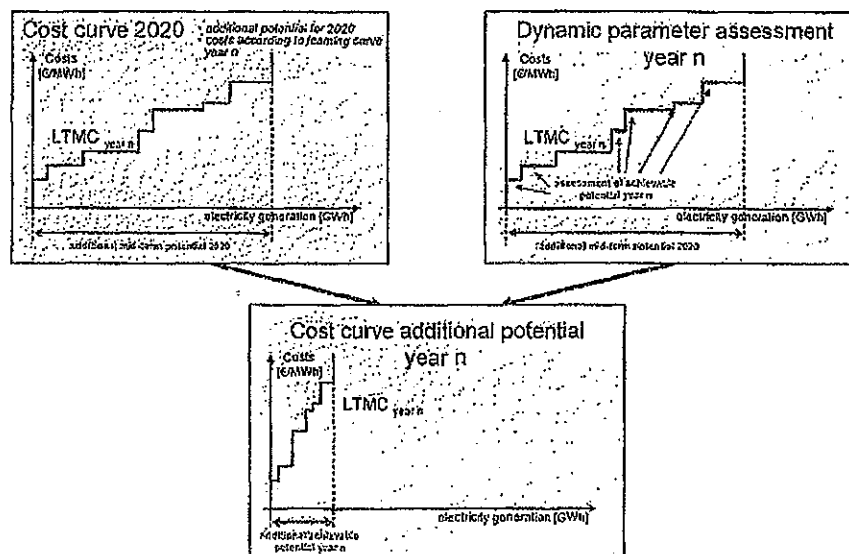 Cost curve 2020
additional potential for 2020
costs according to learning curve
year n
Costs
[€/MWh]
LTMC year n
electricity generation [GWh]
additional mid-term potential 2020
Dynamic parameter assessment
year n
Costs
[€/MWh]
LTMC year n
assessment of achievable
potential year n
electricity generation [GWh]
additional mid-term potential 2020
Cost curve additional potential
year n
Costs
[€/MWh]
LTMC year n
electricity generation [GWh]
Additional achievable
potential year n